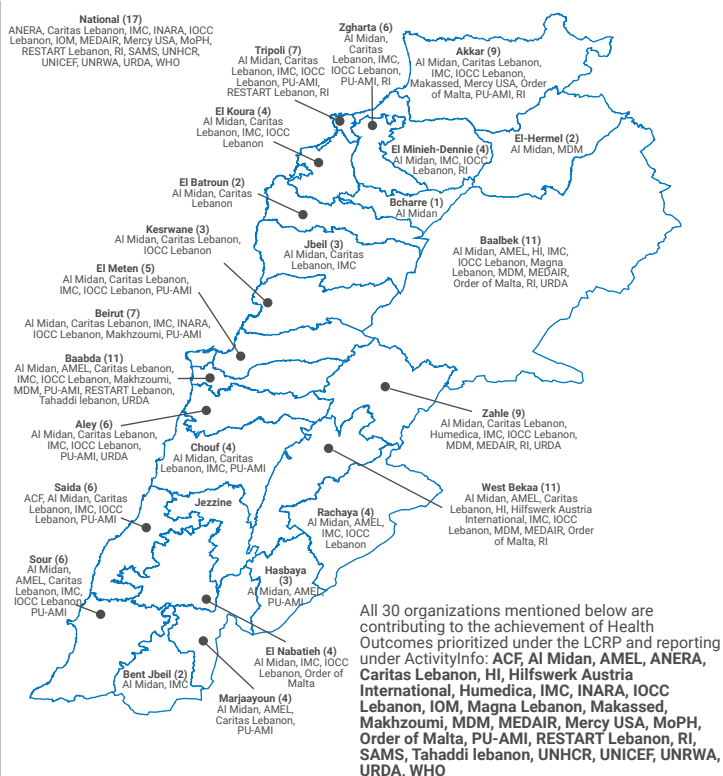 National (17)
ANERA, Caritas Lebanon, IMC, INARA, IOCC
Lebanon, IOM, MEDAIR, Mercy USA, MoPH,
RESTART Lebanon, RI, SAMS, UNHCR,
UNICEF, UNRWA, URDA, WHO
Zgharta (6)
Al Midan,
Caritas
Lebanon, IMC,
IOCC Lebanon,
PU-AMI, RI
Tripoli (7)
Al Midan, Caritas
Lebanon, IMC, IOCC
Lebanon, PU-AMI,
RESTART Lebanon, RI
Akkar (9)
Al Midan, Caritas Lebanon,
IMC, IOCC Lebanon,
Makassed, Mercy USA, Order
of Malta, PU-AMI, RI
El Koura (4)
Al Midan, Caritas
Lebanon, IMC, IOCC
Lebanon
El Minieh-Dennie (4)
Al Midan, IMC, IOCC
Lebanon, RI
El-Hermel (2)
Al Midan, MDM
El Batroun (2)
Al Midan, Caritas
Lebanon
Bcharre (1)
Al Midan
Kesrwane (3)
Al Midan, Caritas Lebanon,
IOCC Lebanon
Jbeil (3)
Al Midan, Caritas
Lebanon, IMC
Baalbek (11)
Al Midan, AMEL, HI, IMC,
IOCC Lebanon, Magna
Lebanon, MDM, MEDAIR,
Order of Malta, RI, URDA
El Meten (5)
Al Midan, Caritas Lebanon,
IMC, IOCC Lebanon, PU-AMI
Beirut (7)
Al Midan, Caritas Lebanon, IMC, INARA,
IOCC Lebanon, Makhzoumi, PU-AMI
Baabda (11)
Al Midan, AMEL, Caritas Lebanon,
IMC, IOCC Lebanon, Makhzoumi,
MDM, PU-AMI, RESTART Lebanon,
Tahaddi lebanon, URDA
Aley (6)
Al Midan, Caritas Lebanon,
IMC, IOCC Lebanon,
PU-AMI, URDA
Zahle (9)
Al Midan, Caritas Lebanon,
Humedica, IMC, IOCC Lebanon,
MDM, MEDAIR, RI, URDA
Chouf (4)
Al Midan, Caritas
Lebanon, IMC, PU-AMI
Saida (6)
ACF, Al Midan, Caritas
Lebanon, IMC, IOCC
Lebanon, PU-AMI
Jezzine
West Bekaa (11)
Al Midan, AMEL, Caritas
Lebanon, HI, Hilfswerk Austria
International, IMC, IOCC
Lebanon, MDM, MEDAIR, Order
of Malta, RI
Rachaya (4)
Al Midan, AMEL,
IMC, IOCC
Lebanon
Sour (6)
Al Midan,
AMEL, Caritas
Lebanon, IMC,
IOCC Lebanon,
PU-AMI
Hasbaya
(3)
Al Midan, AMEL,
PU-AMI
El Nabatieh (4)
Al Midan, IMC, IOCC
Lebanon, Order of
Malta
Bent Jbeil (2)
Al Midan, IMC
Marjaayoun (4)
Al Midan, AMEL,
Caritas Lebanon,
PU-AMI
All 30 organizations mentioned below are
contributing to the achievement of Health
Outcomes prioritized under the LCRP and reporting
under ActivityInfo: ACF, Al Midan, AMEL, ANERA,
Caritas Lebanon, HI, Hilfswerk Austria
International, Humedica, IMC, INARA, IOCC
Lebanon, IOM, Magna Lebanon, Makassed,
Makhzoumi, MDM, MEDAIR, Mercy USA, MoPH,
Order of Malta, PU-AMI, RESTART Lebanon, RI,
SAMS, Tahaddi lebanon, UNHCR, UNICEF, UNRWA,
URDA, WHO